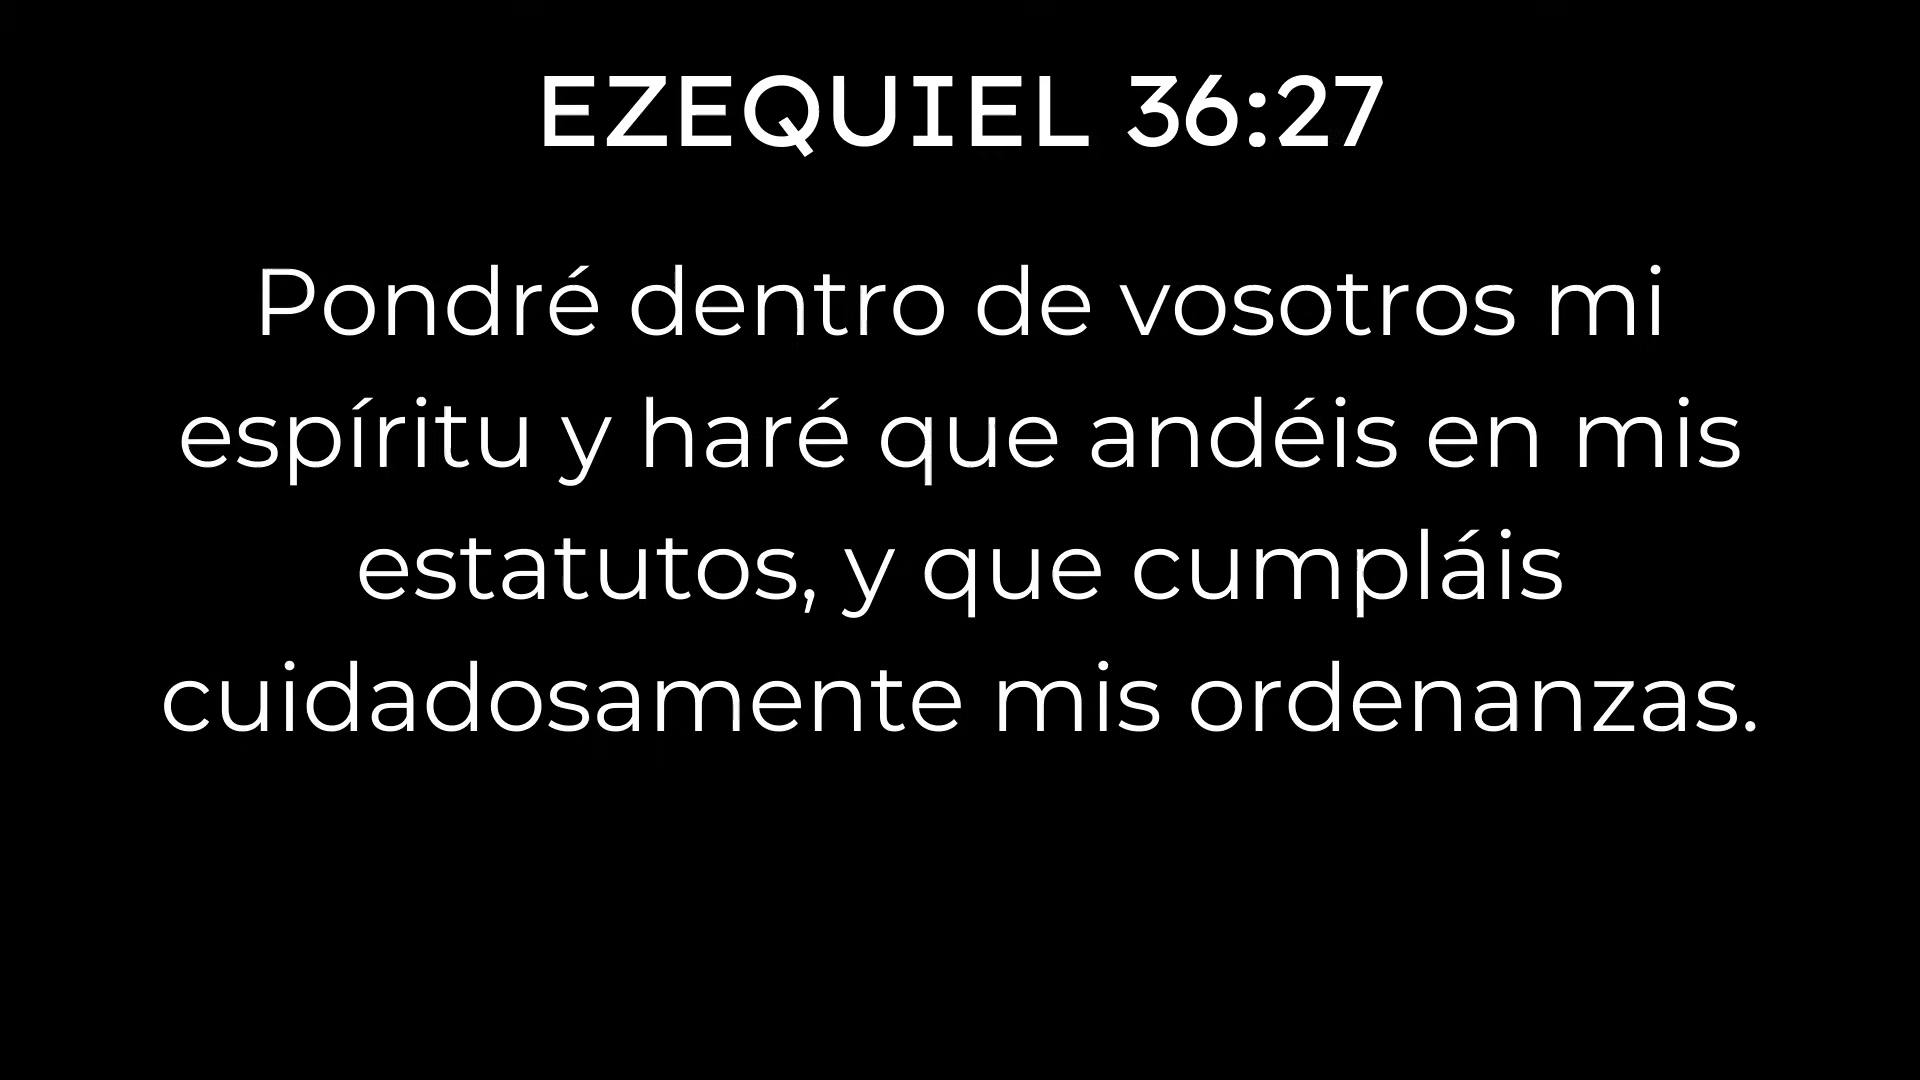 EZEQUIEL 36:27
Pondré dentro de vosotros mi
espíritu y haré que andéis en mis
estatutos, y que cumpláis
cuidadosamente mis ordenanzas.